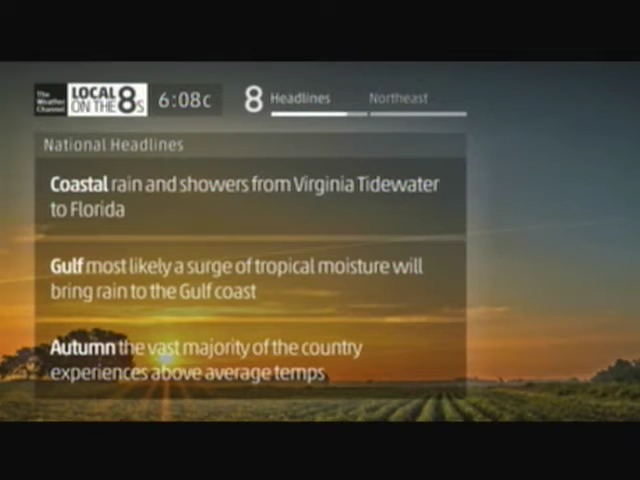 The Weather Channel
LOCAL ON THE 8s
6:08c
8
Headlines
Northeast
National Headlines
Coastal rain and showers from Virginia Tidewater
to Florida
Gulf most likely a surge of tropical moisture will
bring rain to the Gulf coast
Autumn the vast majority of the country
experiences above average temps